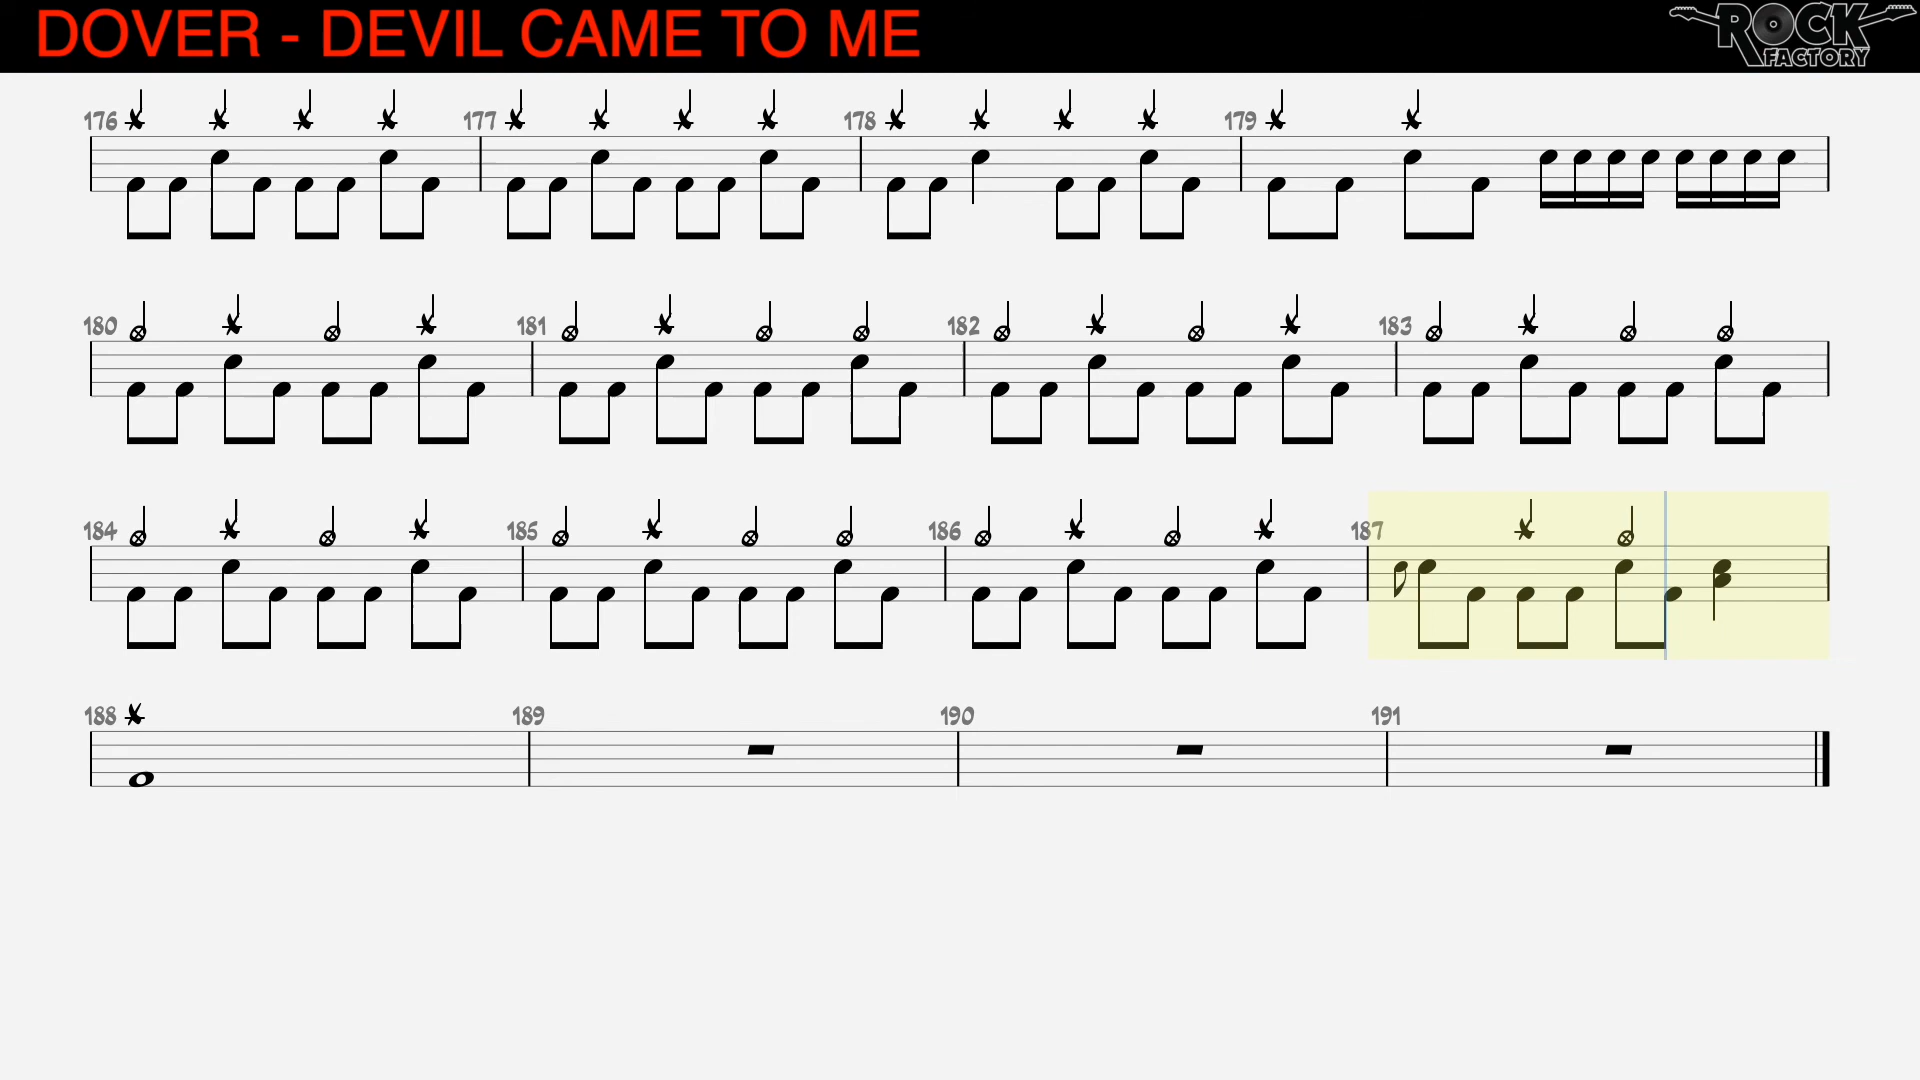 DOVER - DEVIL CAME TO ME
ROCK
FACTORY
176 177 178 179
180 181 182 183
184 185 186 187
188 189 190 191